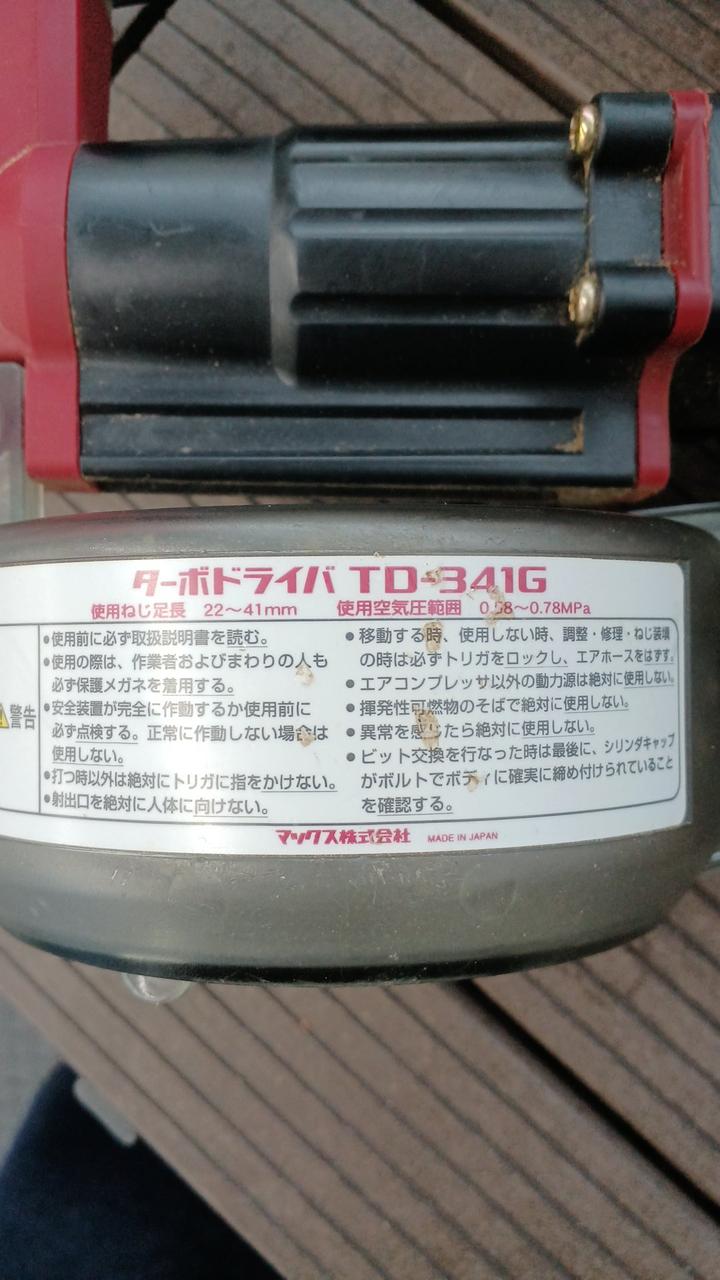 ターボドライバ TD-341G
使用ねじ足長 22～41mm 使用空気圧範囲 ～0.78MPa
警告
•使用前に必ず取扱説明書を読む。
•使用の際は、作業者およびまわりの人も
必ず保護メガネを着用する。
•安全装置が完全に作動するか使用前に
必ず点検する。正常に作動しない場合は
使用しない。
•打つ時以外は絶対にトリガに指をかけない。
•射出口を絶対に人体に向けない。
•移動する時、使用しない時、調整・修理・ねじ装填
の時は必ずトリガをロックし、エアホースをはずす。
•エアコンプレッサ以外の動力源は絶対に使用しない。
•揮発性可燃物のそばで絶対に使用しない。
•異常を感じたら絶対に使用しない。
•ビット交換を行なった時は最後に、シリンダキャップ
がボルトでボディに確実に締め付けられていること
を確認する。
マックス株式会社 MADE IN JAPAN